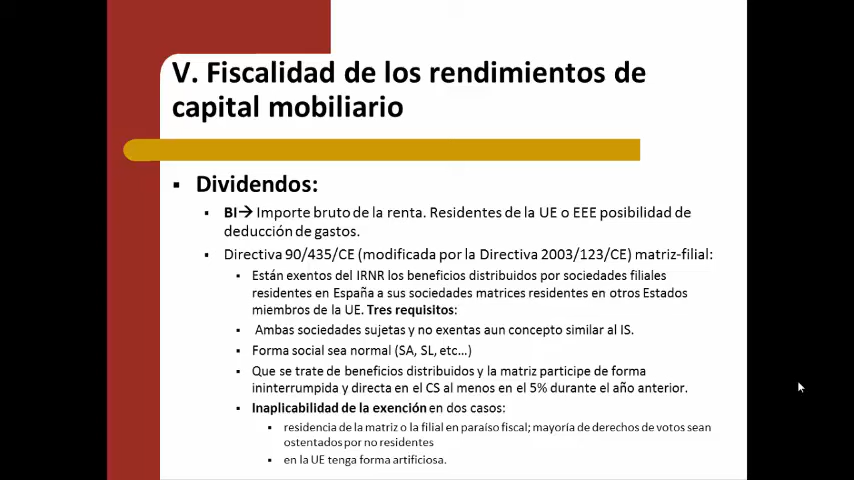 V. Fiscalidad de los rendimientos de
capital mobiliario
▪ Dividendos:
▪ BI→ Importe bruto de la renta. Residentes de la UE o EEE posibilidad de
deducción de gastos.
▪ Directiva 90/435/CE (modificada por la Directiva 2003/123/CE) matriz-filial:
▪ Están exentos del IRNR los beneficios distribuidos por sociedades filiales
residentes en España a sus sociedades matrices residentes en otros Estados
miembros de la UE. Tres requisitos:
▪ Ambas sociedades sujetas y no exentas aun concepto similar al IS.
▪ Forma social sea normal (SA, SL, etc...)
▪ Que se trate de beneficios distribuidos y la matriz participe de forma
ininterrumpida y directa en el CS al menos en el 5% durante el año anterior.
▪ Inaplicabilidad de la exención en dos casos:
▪ residencia de la matriz o la filial en paraíso fiscal; mayoría de derechos de votos sean
ostentados por no residentes
▪ en la UE tenga forma artificiosa.